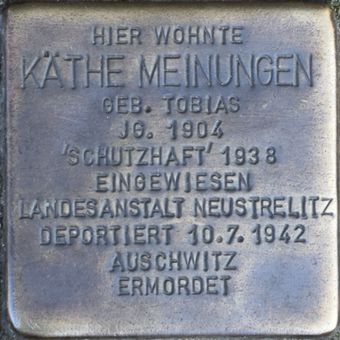 HIER WOHNTE
KÄTHE MEINUNGEN
GEB. TOBIAS
JG. 1904
'SCHUTZHAFT' 1938
EINGEWIESEN
LANDESANSTALT NEUSTRELITZ
DEPORTIERT 10.7. 1942
AUSCHWITZ
ERMORDET